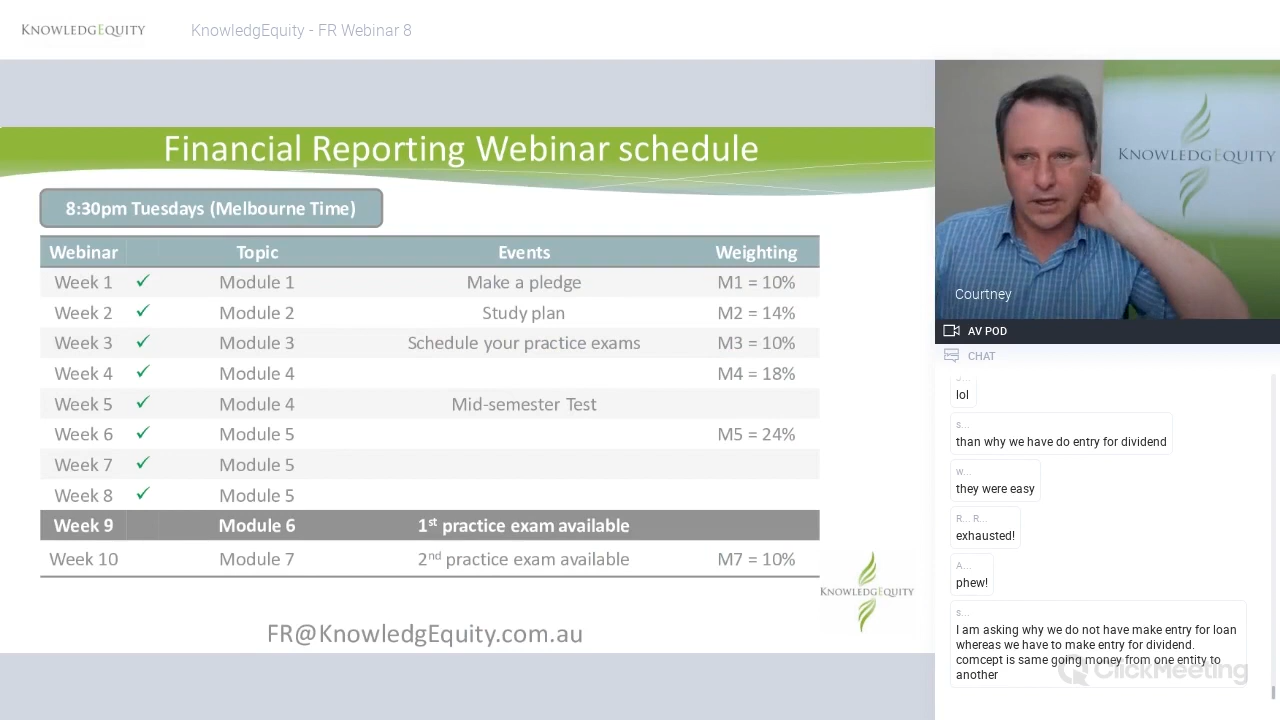 KNOWLEDGEQUITY
KnowledgEquity - FR Webinar 8
Financial Reporting Webinar schedule
8:30pm Tuesdays (Melbourne Time)
Webinar Topic Events Weighting
Week 1 ✓ Module 1 Make a pledge M1 = 10%
Week 2 ✓ Module 2 Study plan M2 = 14%
Week 3 ✓ Module 3 Schedule your practice exams M3 = 10%
Week 4 ✓ Module 4 M4 = 18%
Week 5 ✓ Module 4 Mid-semester Test
Week 6 ✓ Module 5 M5 = 24%
Week 7 ✓ Module 5
Week 8 ✓ Module 5
Week 9 Module 6 1st practice exam available
Week 10 Module 7 2nd practice exam available M7 = 10%
KNOWLEDGEQUITY
FR@KnowledgEquity.com.au
KNOWLEDGEQUITY
Courtney
AV POD
CHAT
lol
s...
than why we have do entry for dividend
w...
they were easy
R... R...
exhausted!
A...
phew!
s...
I am asking why we do not have make entry for loan
whereas we have to make entry for dividend.
comcept is same going money from one entity to
another
ClickMeeting